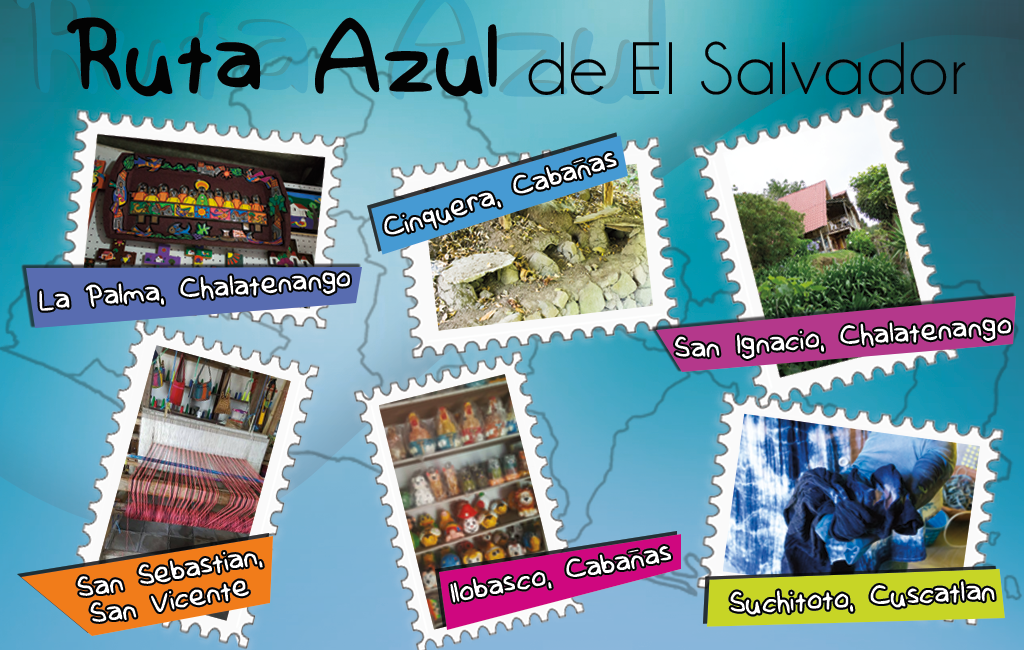 Ruta Azul de El Salvador
La Palma, Chalatenango
Cinquera, Cabañas
San Ignacio, Chalatenango
San Sebastian,
San Vicente
Ilobasco, Cabañas
Suchitoto, Cuscatlan